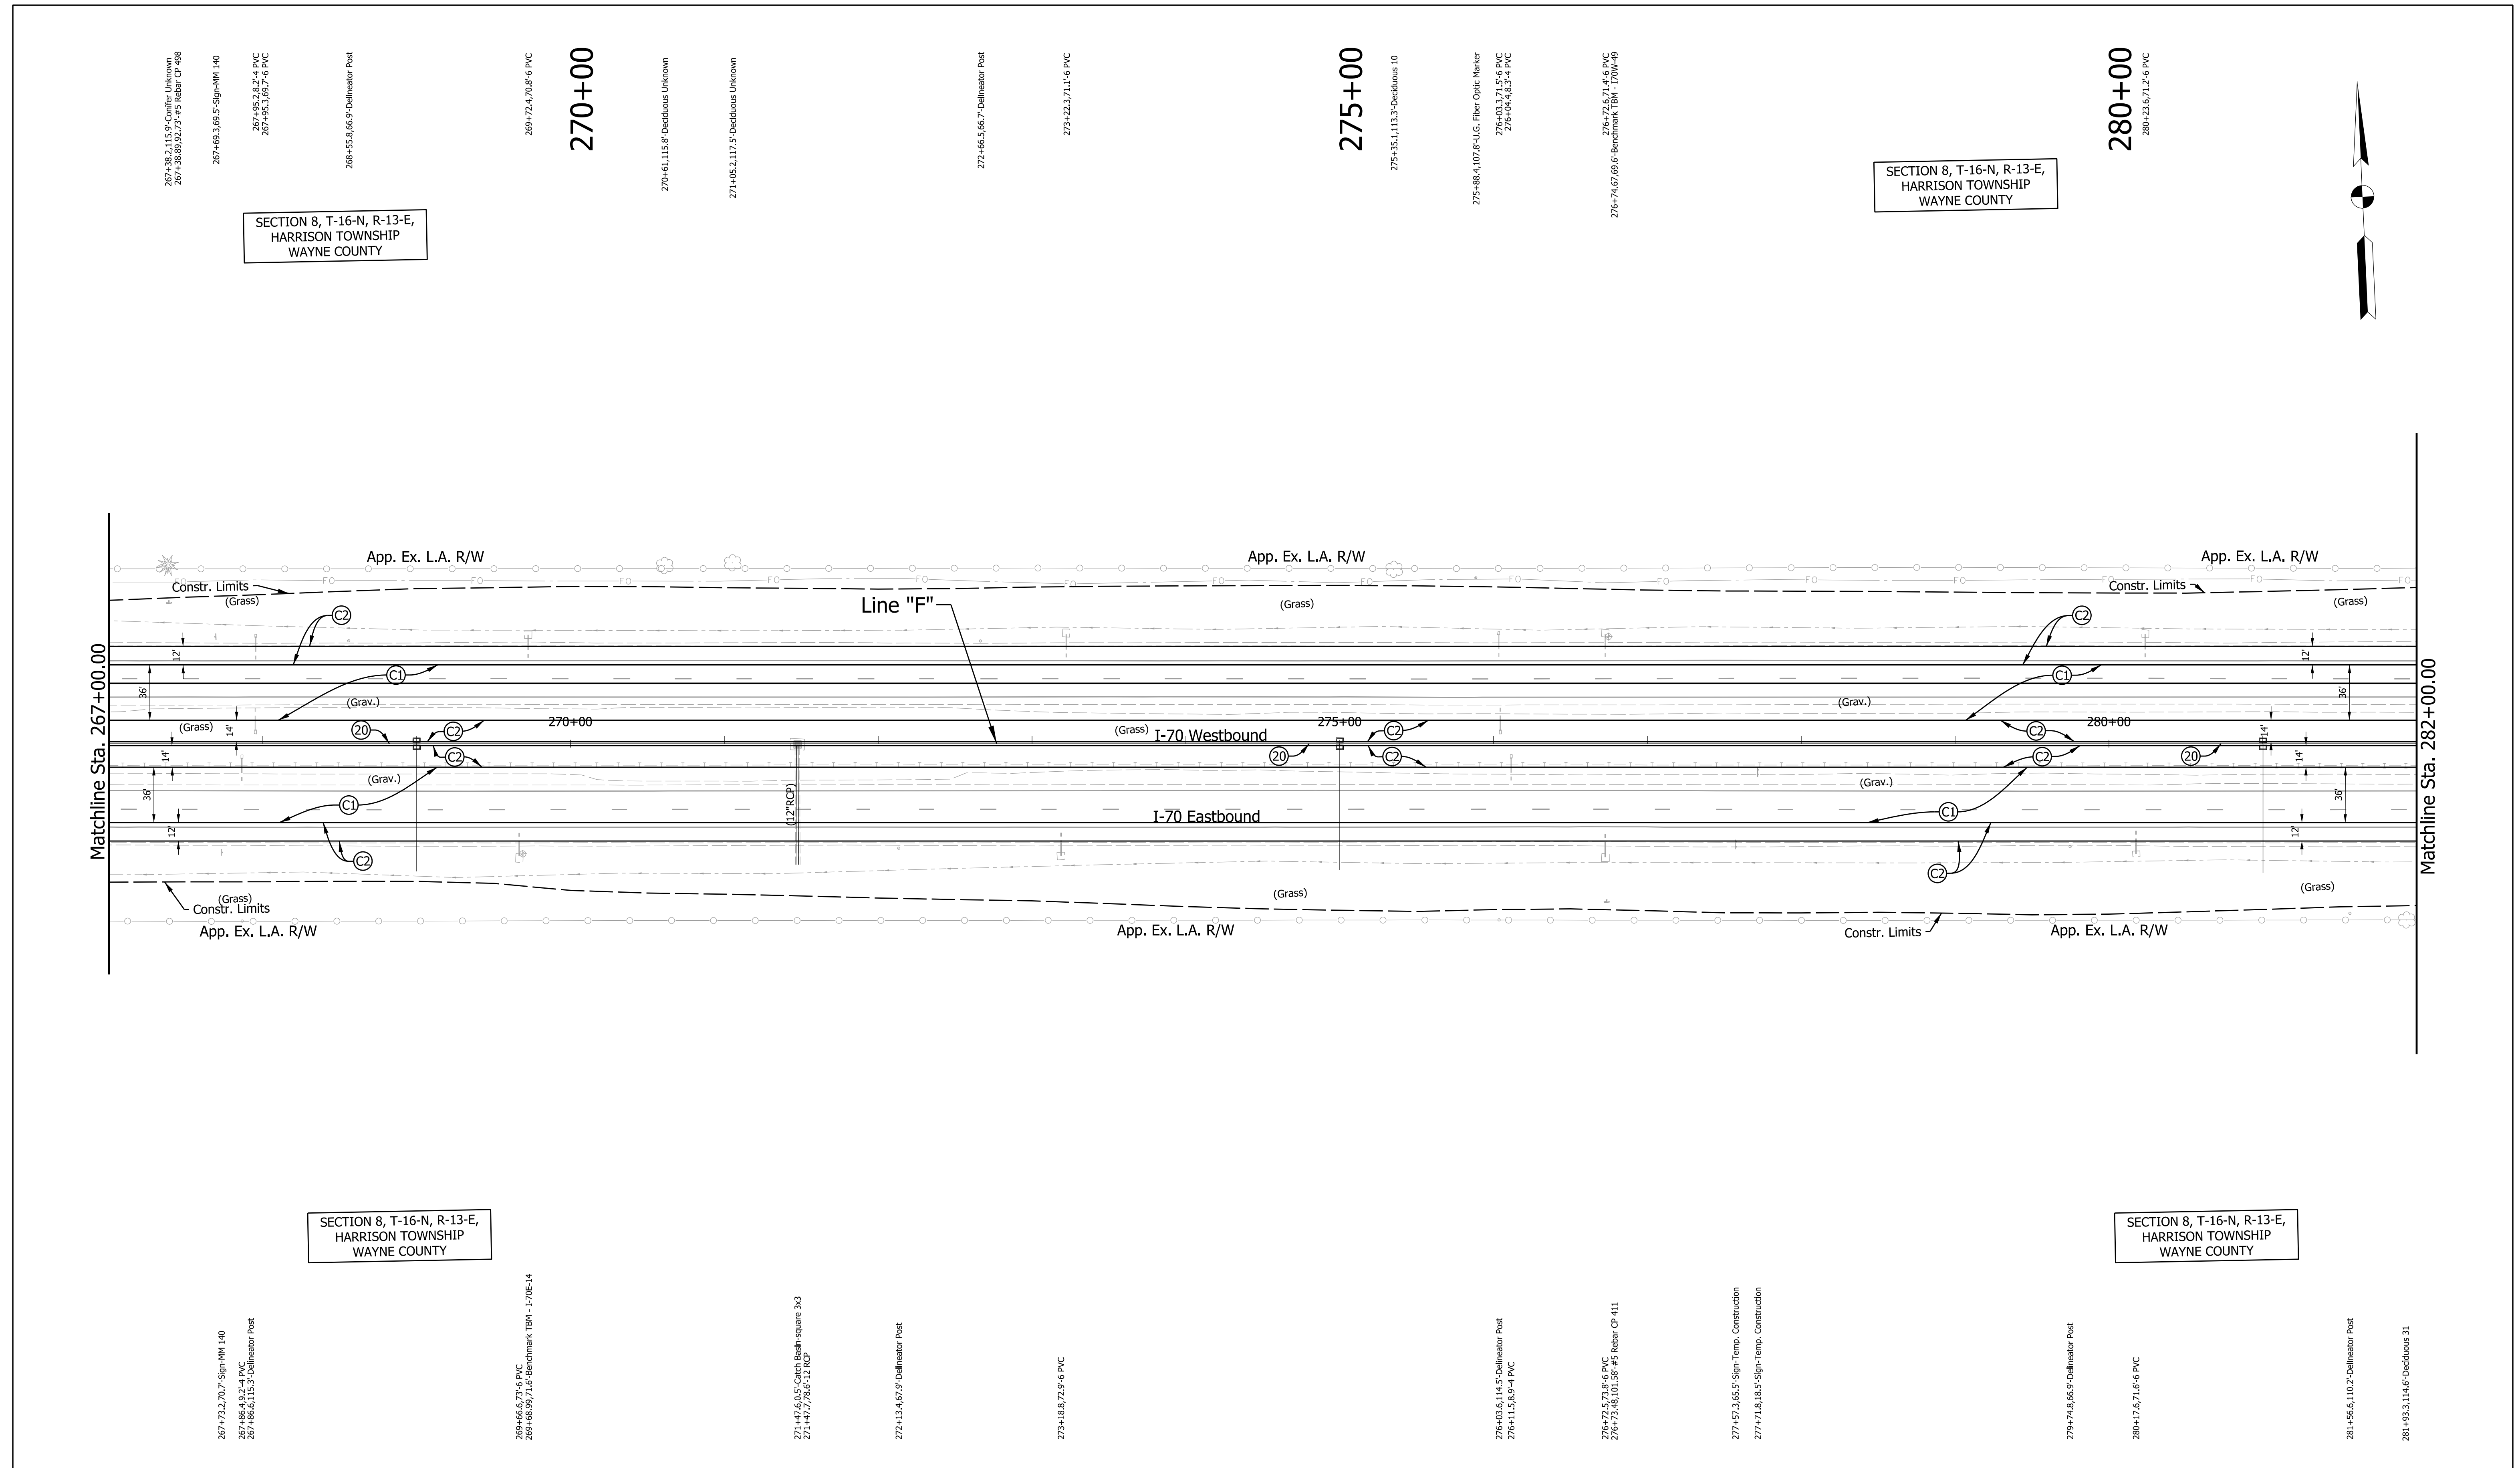 267+38.2,115.9'-Conifer Unknown
267+38.89,92.73'-#5 Rebar CP 498
267+69.3,69.5'-Sign-MM 140
267+95.2,8.2'-4 PVC
267+95.3,69.7'-6 PVC
268+55.8,66.9'-Delineator Post
269+72.4,70.8'-6 PVC
270+00
270+61,115.8'-Deciduous Unknown
271+05.2,117.5'-Deciduous Unknown
272+66.5,66.7'-Delineator Post
273+22.3,71.1'-6 PVC
275+00
275+35.1,113.3'-Deciduous 10
275+88.4,107.8'-U.G. Fiber Optic Marker
276+03.3,71.5'-6 PVC
276+04.4,8.3'-4 PVC
276+72.6,71.4'-6 PVC
276+74.67,69.6'-Benchmark TBM - I70W-49
280+00
280+23.6,71.2'-6 PVC
SECTION 8, T-16-N, R-13-E,
HARRISON TOWNSHIP
WAYNE COUNTY
SECTION 8, T-16-N, R-13-E,
HARRISON TOWNSHIP
WAYNE COUNTY
App. Ex. L.A. R/W
App. Ex. L.A. R/W
App. Ex. L.A. R/W
FO FO FO FO FO FO FO FO FO FO FO FO FO FO FO FO
Constr. Limits
Constr. Limits
(Grass)
Line "F"
(Grass)
(Grass)
C2
C2
12'
12'
C1
C1
36'
36'
(Grav.)
(Grav.)
Matchline Sta. 267+00.00
Matchline Sta. 282+00.00
(Grass)
14'
20
C2
270+00
(Grass)
I-70 Westbound
275+00
C2
C2
280+00
14'
14'
C2
20
C2
C2
20
14'
(Grav.)
(Grav.)
36'
36'
C1
(12"RCP)
I-70 Eastbound
C1
12'
12'
C2
C2
(Grass)
(Grass)
(Grass)
Constr. Limits
App. Ex. L.A. R/W
App. Ex. L.A. R/W
Constr. Limits
App. Ex. L.A. R/W
SECTION 8, T-16-N, R-13-E,
HARRISON TOWNSHIP
WAYNE COUNTY
SECTION 8, T-16-N, R-13-E,
HARRISON TOWNSHIP
WAYNE COUNTY
267+73.2,70.7'-Sign-MM 140
267+86.4,9.2'-4 PVC
267+86.6,115.3'-Delineator Post
269+66.6,73'-6 PVC
269+68.99,71.6'-Benchmark TBM - I-70E-14
271+47.6,0.5'-Catch Basin-square 3x3
271+47.7,78.6'-12 RCP
272+13.4,67.9'-Delineator Post
273+18.8,72.9'-6 PVC
276+03.6,114.5'-Delineator Post
276+11.5,8.9'-4 PVC
276+72.5,73.8'-6 PVC
276+73.48,101.58'-#5 Rebar CP 411
277+57.3,65.5'-Sign-Temp. Construction
277+71.8,18.5'-Sign-Temp. Construction
279+74.8,66.9'-Delineator Post
280+17.6,71.6'-6 PVC
281+56.6,110.2'-Delineator Post
281+93.3,114.6'-Deciduous 31